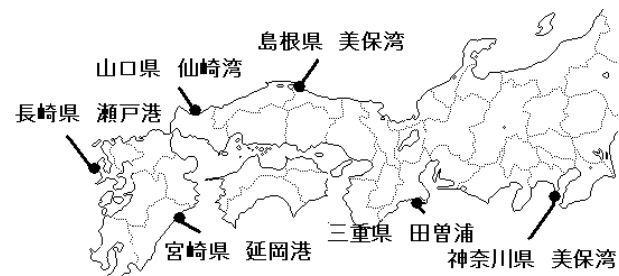 島根県 美保湾
山口県 仙崎湾
長崎県 瀬戸港
三重県 田曽浦
宮崎県 延岡港
神奈川県 美保湾